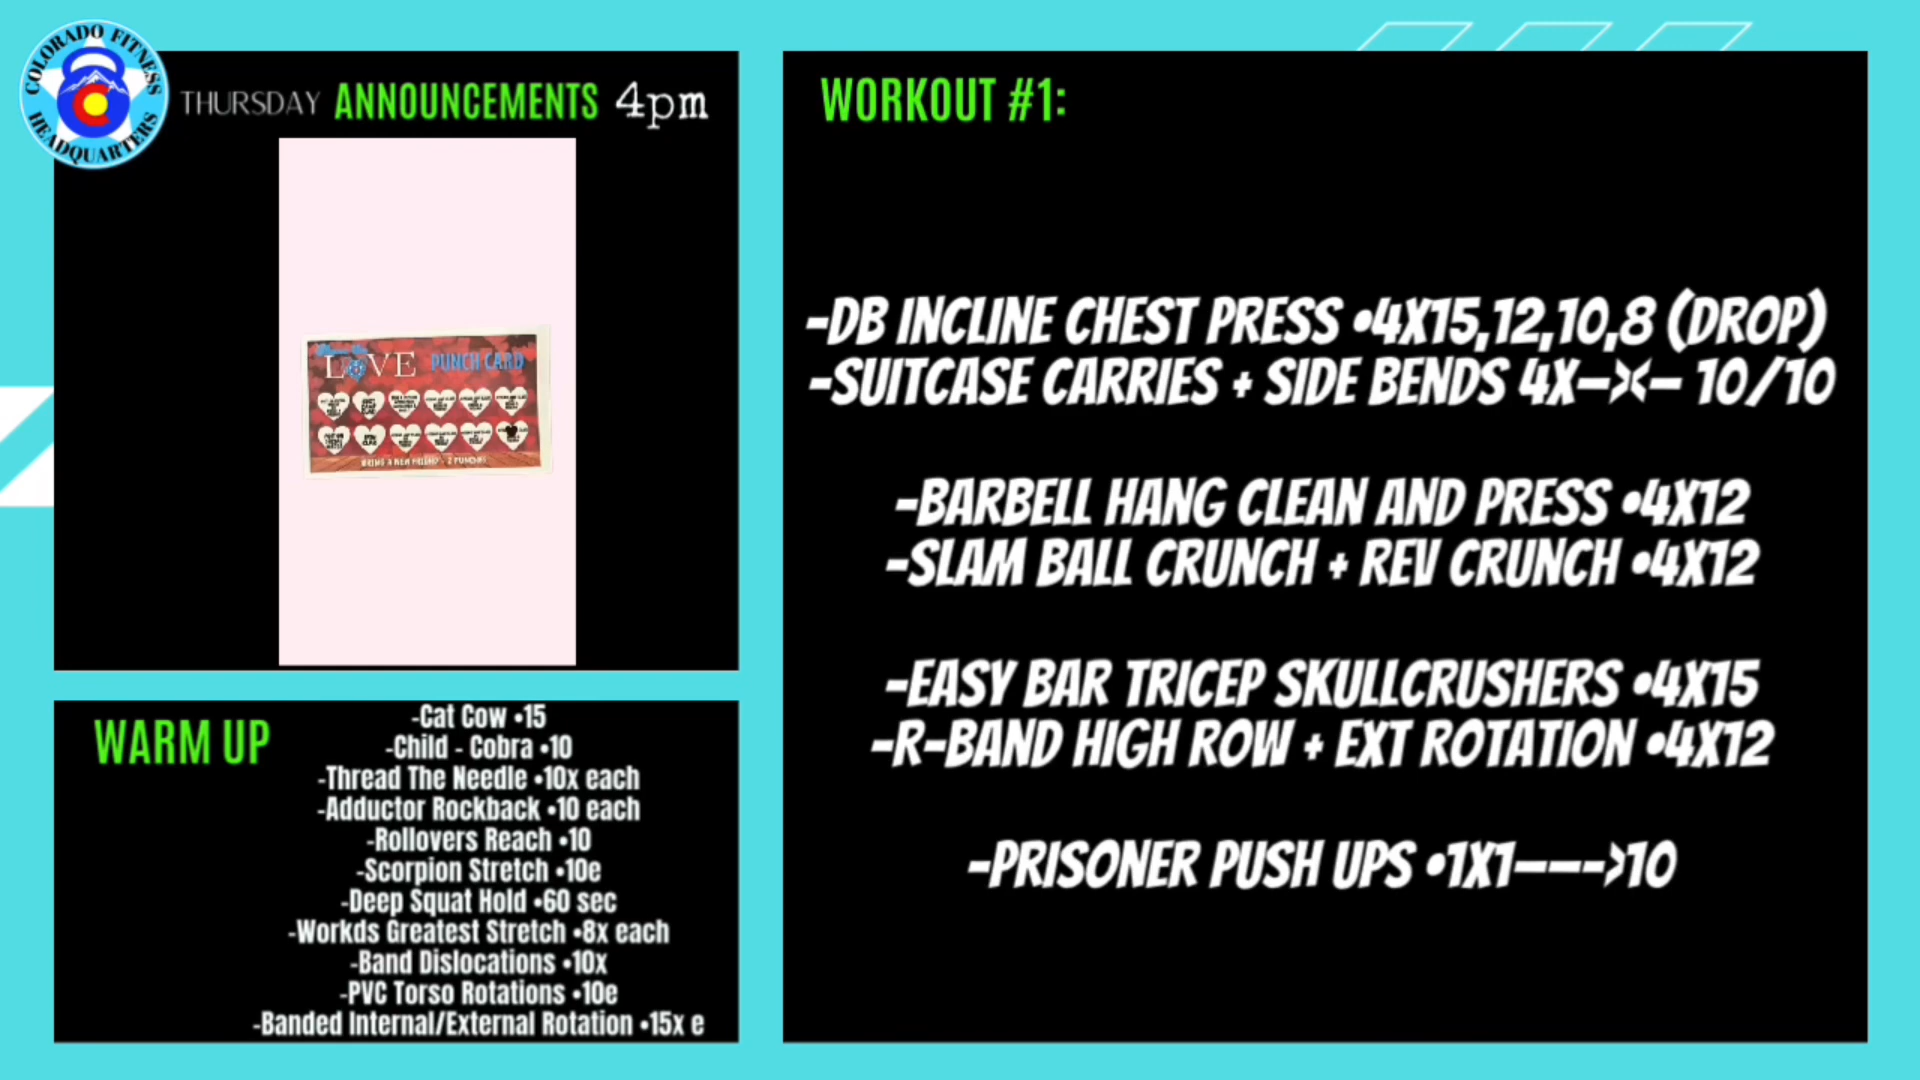 COLORADO FITNESS
HEADQUARTERS
THURSDAY ANNOUNCEMENTS 4pm
LOVE PUNCH CARD
BRING A NEW FRIEND - 2 PUNCHES
WARM UP
-Cat Cow •15
-Child - Cobra •10
-Thread The Needle •10x each
-Adductor Rockback •10 each
-Rollovers Reach •10
-Scorpion Stretch •10e
-Deep Squat Hold •60 sec
-Workds Greatest Stretch •8x each
-Band Dislocations •10x
-PVC Torso Rotations •10e
-Banded Internal/External Rotation •15x e
WORKOUT #1:
-DB INCLINE CHEST PRESS •4X15,12,10,8 (DROP)
-SUITCASE CARRIES + SIDE BENDS 4X—><— 10/10
-BARBELL HANG CLEAN AND PRESS •4X12
-SLAM BALL CRUNCH + REV CRUNCH •4X12
-EASY BAR TRICEP SKULLCRUSHERS •4X15
-R-BAND HIGH ROW + EXT ROTATION •4X12
-PRISONER PUSH UPS •1X1--->10